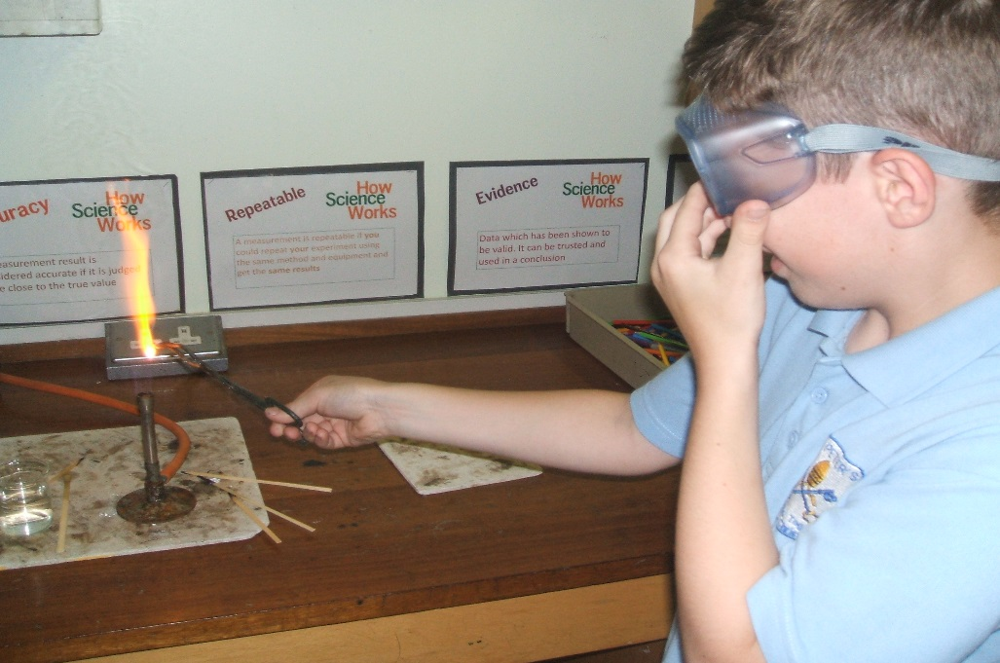 uracy
How
Science
Works
easurement result is
idered accurate if it is judged
e close to the true value
Repeatable
How
Science
Works
A measurement is repeatable if you
could repeat your experiment using
the same method and equipment and
get the same results
Evidence
How
Science
Works
Data which has been shown to
be valid. It can be trusted and
used in a conclusion